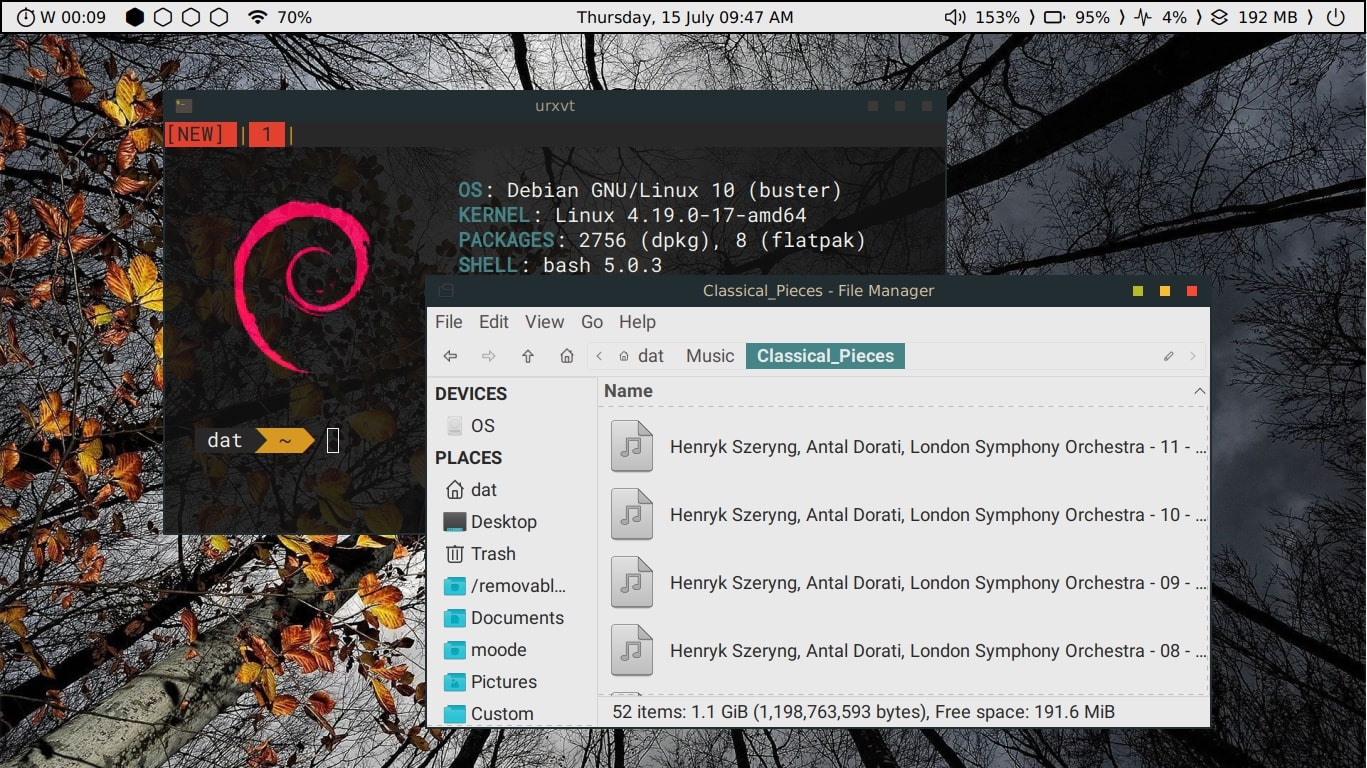 W 00:09 70% Thursday, 15 July 09:47 AM 153% ⟩ 95% ⟩ 4% ⟩ 192 MB ⟩
urxvt
[NEW] | 1 |
OS: Debian GNU/Linux 10 (buster)
KERNEL: Linux 4.19.0-17-amd64
PACKAGES: 2756 (dpkg), 8 (flatpak)
SHELL: bash 5.0.3
dat ~
Classical_Pieces - File Manager
File Edit View Go Help
dat Music Classical_Pieces
DEVICES
OS
PLACES
dat
Desktop
Trash
/removabl...
Documents
moode
Pictures
Custom
Name
Henryk Szeryng, Antal Dorati, London Symphony Orchestra - 11 - ...
Henryk Szeryng, Antal Dorati, London Symphony Orchestra - 10 - ...
Henryk Szeryng, Antal Dorati, London Symphony Orchestra - 09 - ...
Henryk Szeryng, Antal Dorati, London Symphony Orchestra - 08 - ...
52 items: 1.1 GiB (1,198,763,593 bytes), Free space: 191.6 MiB